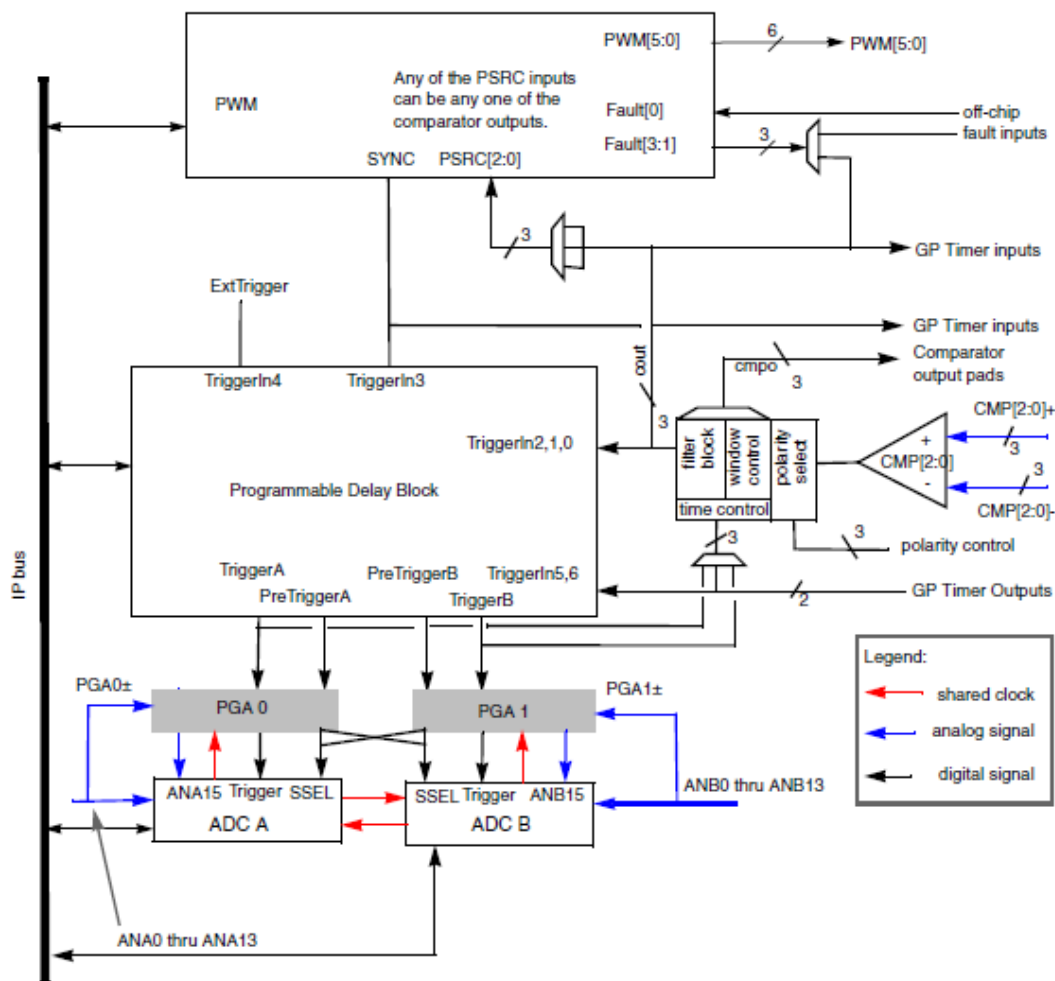 PWM[5:0]
6
PWM[5:0]
Any of the PSRC inputs
can be any one of the
comparator outputs.
PWM
Fault[0]
off-chip
fault inputs
Fault[3:1]
3
SYNC
PSRC[2:0]
3
GP Timer inputs
ExtTrigger
GP Timer inputs
cout
cmpo
3
Comparator
output pads
TriggerIn4
TriggerIn3
3
CMP[2:0]+
3
TriggerIn2,1,0
filter
block
window
control
polarity
select
+
CMP[2:0]
-
3
CMP[2:0]-
Programmable Delay Block
time control
3
3
polarity control
IP bus
TriggerA
PreTriggerA
PreTriggerB
TriggerIn5,6
TriggerB
2
GP Timer Outputs
Legend:
shared clock
analog signal
digital signal
PGA0±
PGA 0
PGA 1
PGA1±
ANA15
Trigger
SSEL
ADC A
SSEL
Trigger
ANB15
ADC B
ANB0 thru ANB13
ANA0 thru ANA13